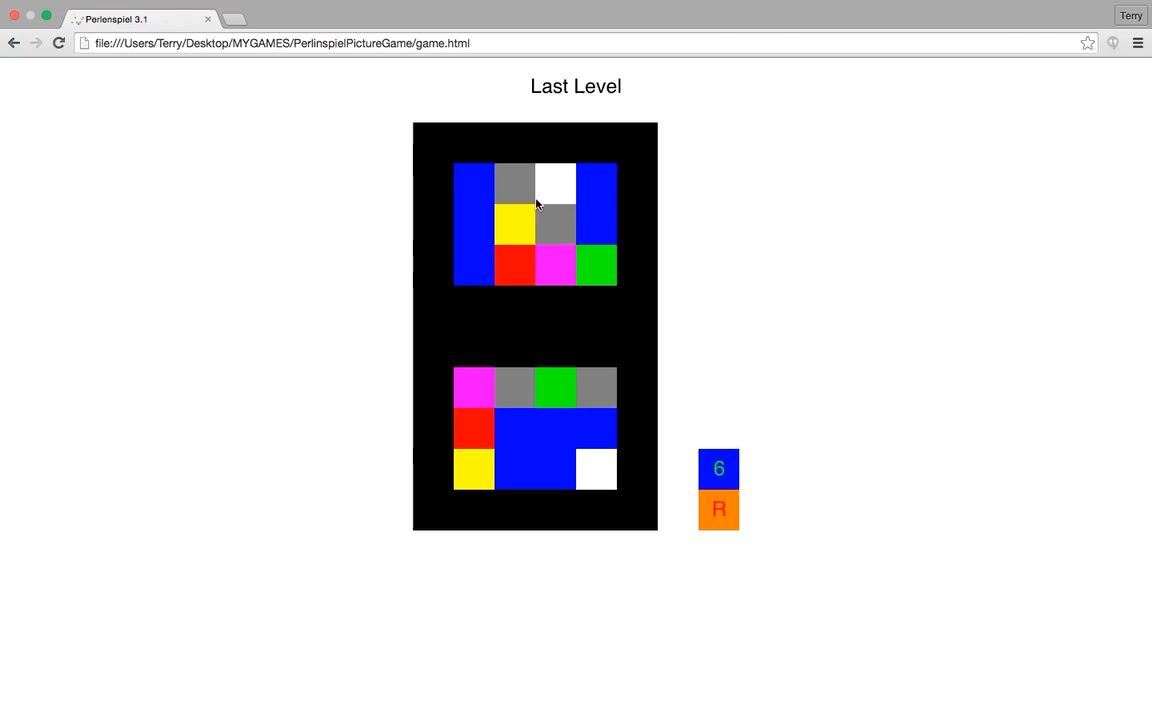 Perlenspiel 3.1
Terry
file:///Users/Terry/Desktop/MYGAMES/PerlinspielPictureGame/game.html
Last Level
6
R